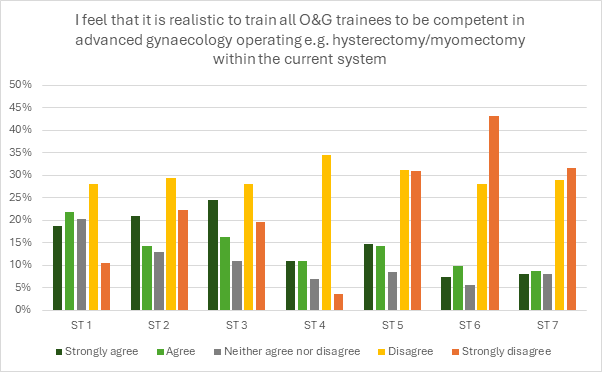 I feel that it is realistic to train all O&G trainees to be competent in
advanced gynaecology operating e.g. hysterectomy/myomectomy
within the current system
50%
45%
40%
35%
30%
25%
20%
15%
10%
5%
0%
ST 1 ST 2 ST 3 ST 4 ST 5 ST 6 ST 7
Strongly agree Agree Neither agree nor disagree Disagree Strongly disagree